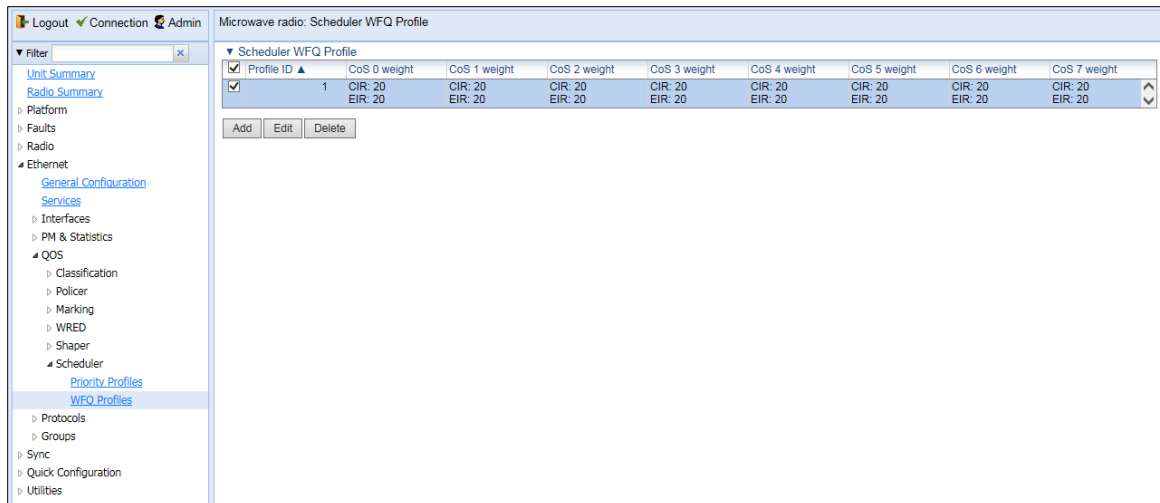 Logout Connection Admin
Microwave radio: Scheduler WFQ Profile
Filter
Unit Summary
Radio Summary
Platform
Faults
Radio
Ethernet
General Configuration
Services
Interfaces
PM & Statistics
QOS
Classification
Policer
Marking
WRED
Shaper
Scheduler
Priority Profiles
WFQ Profiles
Protocols
Groups
Sync
Quick Configuration
Utilities
Scheduler WFQ Profile
Profile ID ▲ CoS 0 weight CoS 1 weight CoS 2 weight CoS 3 weight CoS 4 weight CoS 5 weight CoS 6 weight CoS 7 weight
1 CIR: 20 CIR: 20 CIR: 20 CIR: 20 CIR: 20 CIR: 20 CIR: 20 CIR: 20
EIR: 20 EIR: 20 EIR: 20 EIR: 20 EIR: 20 EIR: 20 EIR: 20 EIR: 20
Add Edit Delete